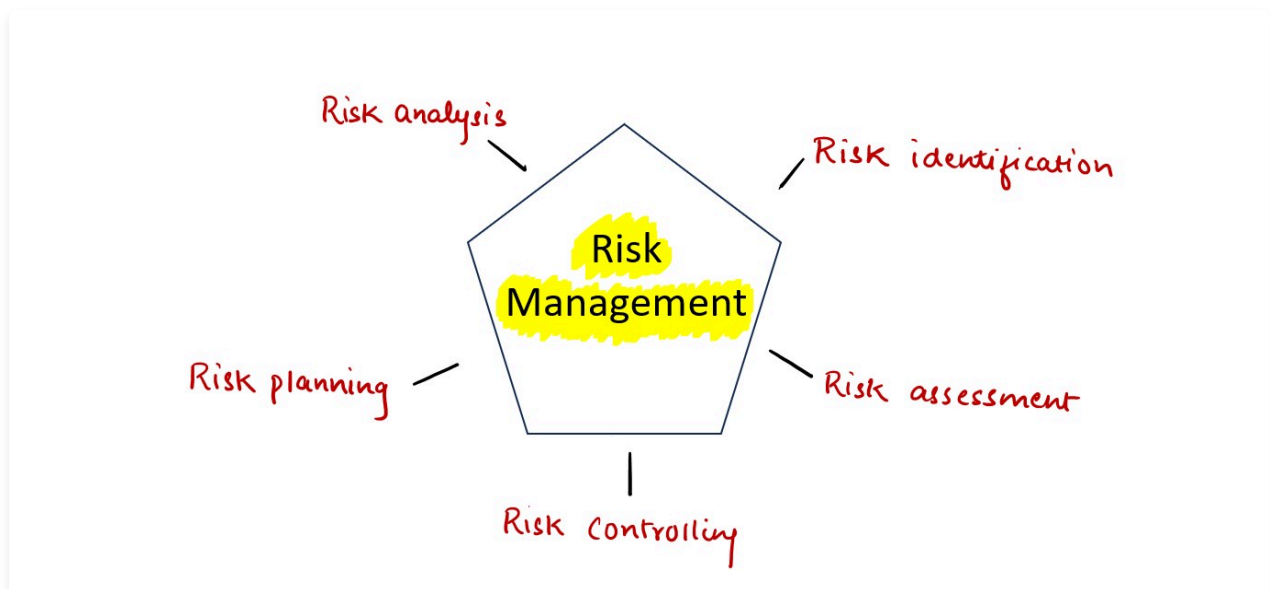 Risk analysis
Risk identification
Risk
Management
Risk planning
Risk assessment
Risk controlling